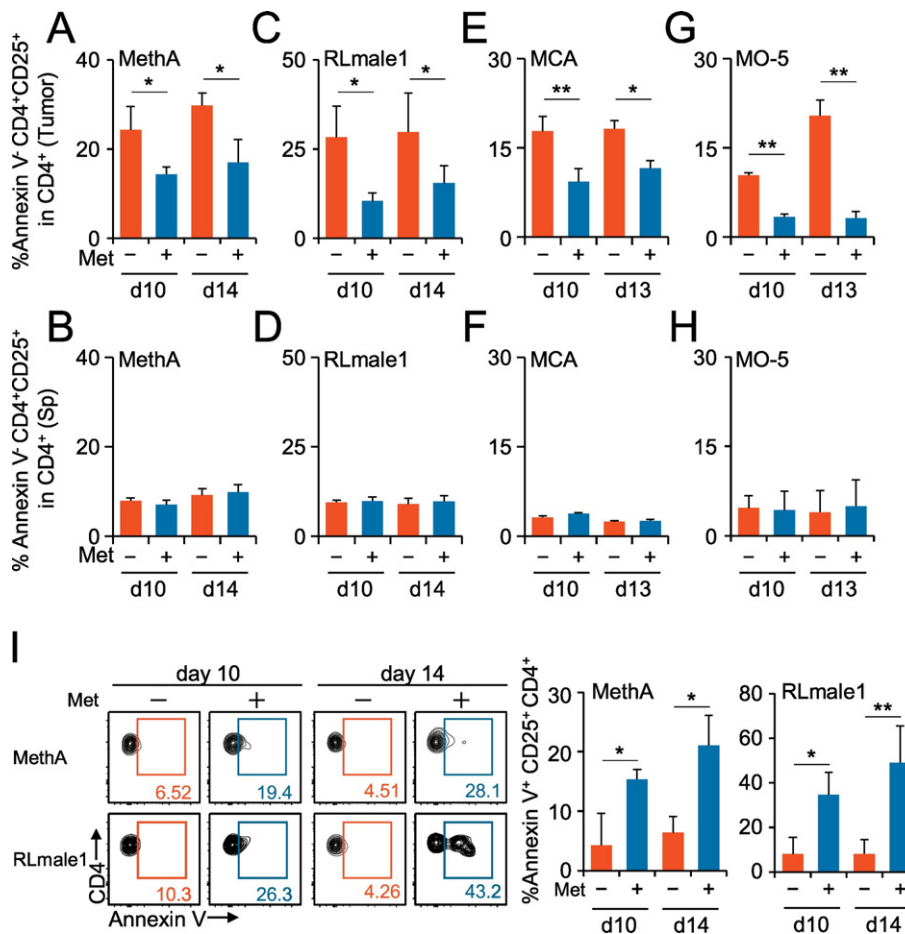 A
MethA
40
20
0
*
*
%Annexin V- CD4+CD25+
in CD4+ (Tumor)
Met
− + − +
d10 d14
C
RLmale1
50
25
0
*
*
− + − +
d10 d14
E
MCA
30
15
0
**
*
− + − +
d10 d13
G
MO-5
30
15
0
**
**
− + − +
d10 d13
B
MethA
40
20
0
% Annexin V- CD4+CD25+
in CD4+ (Sp)
Met
− + − +
d10 d14
D
RLmale1
50
25
0
− + − +
d10 d14
F
MCA
30
15
0
− + − +
d10 d13
H
MO-5
30
15
0
− + − +
d10 d13
I
day 10 day 14
Met − + − +
MethA
6.52 19.4 4.51 28.1
RLmale1
10.3 26.3 4.26 43.2
CD4
Annexin V
%Annexin V+ CD25+ CD4+
MethA
30
20
10
0
*
*
Met
− + − +
d10 d14
RLmale1
80
60
40
20
0
*
**
− + − +
d10 d14